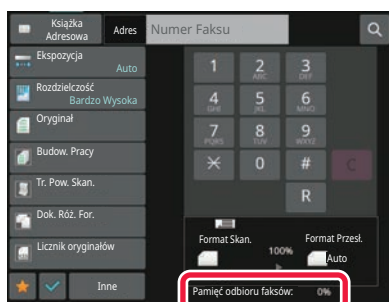 Książka
Adresowa
Adres
Numer Faksu
Ekspozycja
Auto
Rozdzielczość
Bardzo Wysoka
Oryginał
Budow. Pracy
Tr. Pow. Skan.
Dok. Róż. For.
Licznik oryginałów
Inne
1
2
ABC
3
DEF
4
GHI
5
JKL
6
MNO
7
PQRS
8
TUV
9
WXYZ
0
#
C
R
Format Skan.
100%
Format Przesł.
Auto
Pamięć odbioru faksów: 0%